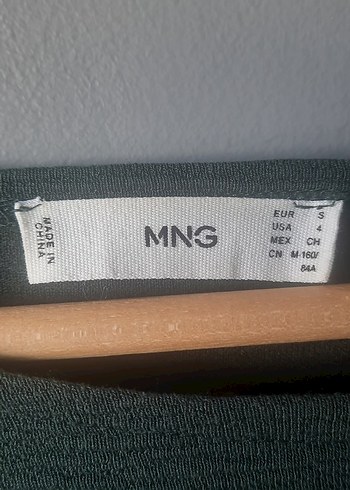 MADE IN
CHINA
MNG
EUR S
USA 4
MEX CH
CN M-160/
84A